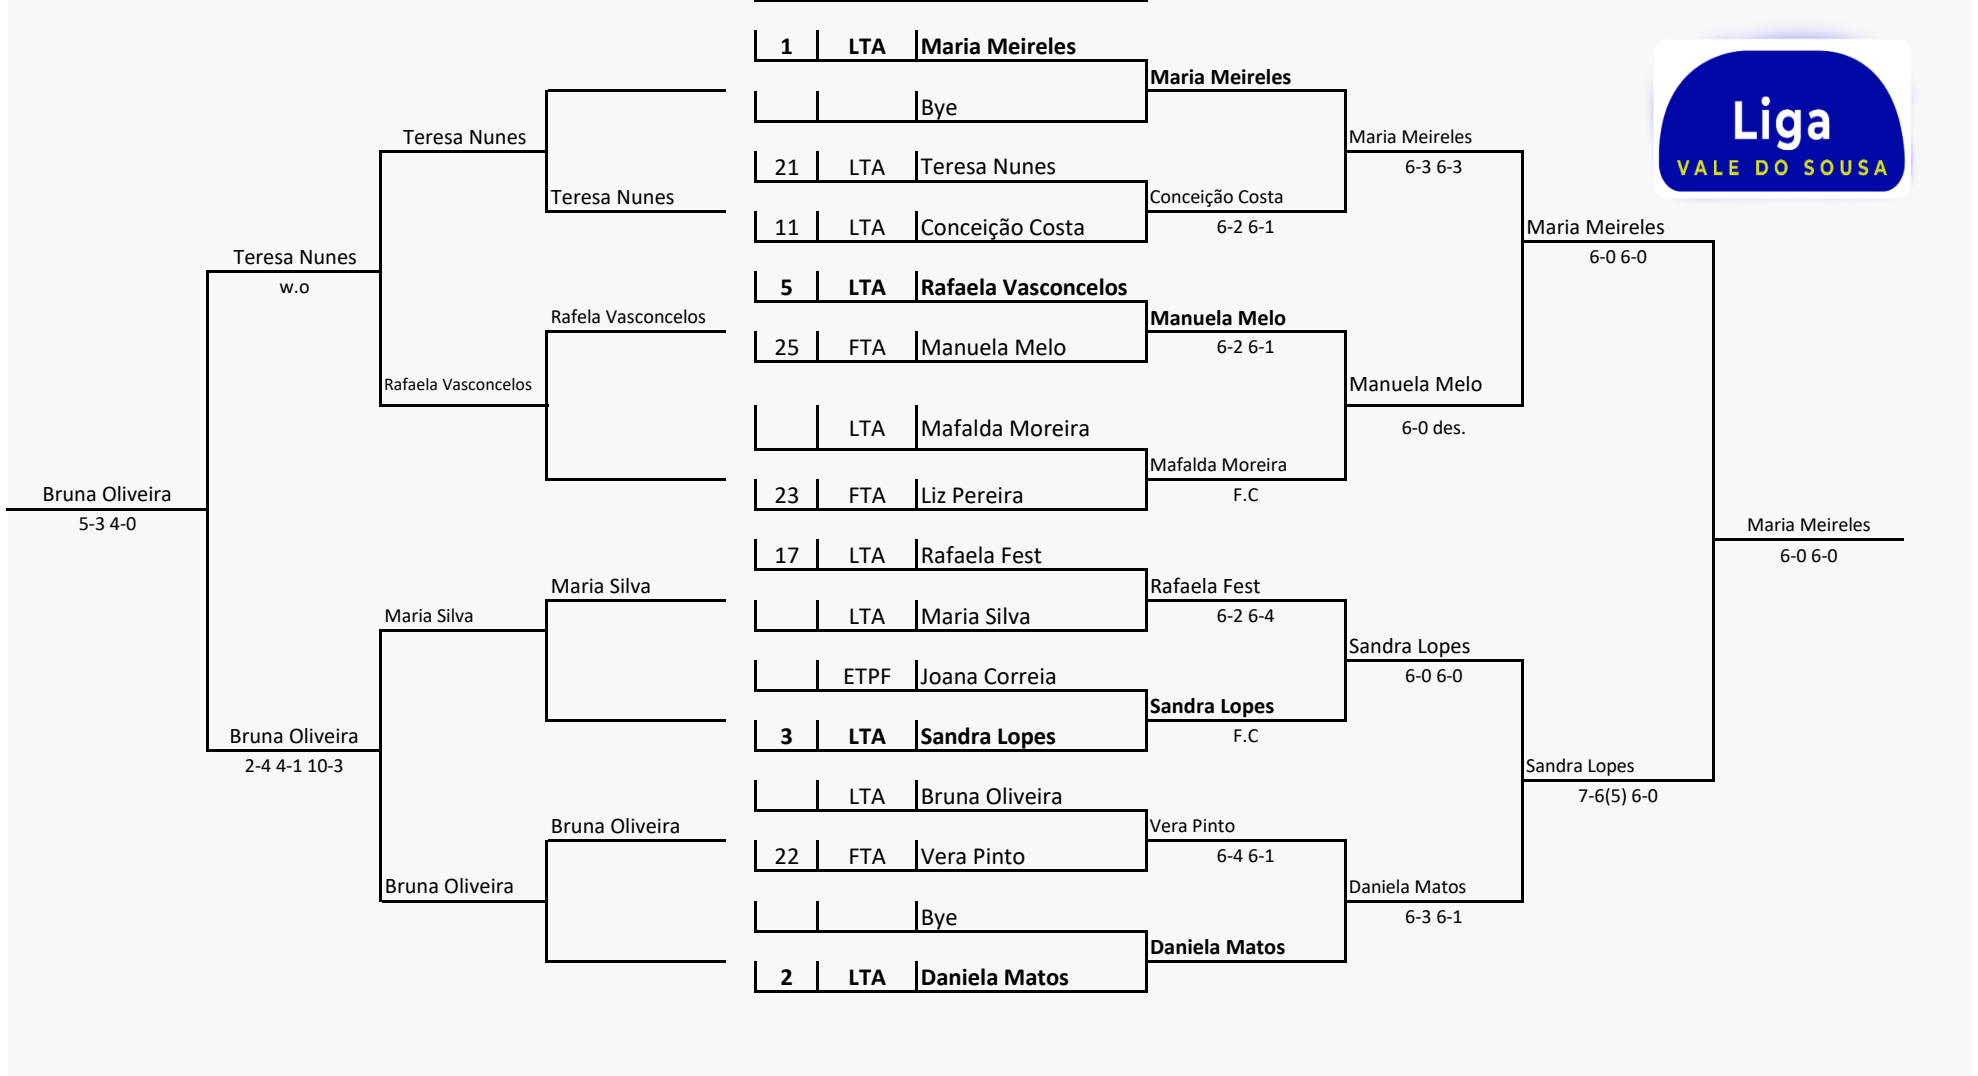 1 LTA Maria Meireles
Maria Meireles
Bye
Teresa Nunes
Maria Meireles
21 LTA Teresa Nunes
6-3 6-3
Teresa Nunes
Conceição Costa
11 LTA Conceição Costa
6-2 6-1
Maria Meireles
Teresa Nunes
6-0 6-0
w.o
5 LTA Rafaela Vasconcelos
Rafela Vasconcelos
Manuela Melo
25 FTA Manuela Melo
6-2 6-1
Rafaela Vasconcelos
Manuela Melo
LTA Mafalda Moreira
6-0 des.
Mafalda Moreira
Bruna Oliveira
23 FTA Liz Pereira
F.C
5-3 4-0
Maria Meireles
17 LTA Rafaela Fest
6-0 6-0
Maria Silva
Rafaela Fest
Maria Silva
LTA Maria Silva
6-2 6-4
Sandra Lopes
ETPF Joana Correia
6-0 6-0
Sandra Lopes
Bruna Oliveira
3 LTA Sandra Lopes
F.C
2-4 4-1 10-3
Sandra Lopes
LTA Bruna Oliveira
7-6(5) 6-0
Bruna Oliveira
Vera Pinto
22 FTA Vera Pinto
6-4 6-1
Bruna Oliveira
Daniela Matos
Bye
6-3 6-1
Daniela Matos
2 LTA Daniela Matos
Liga
VALE DO SOUSA